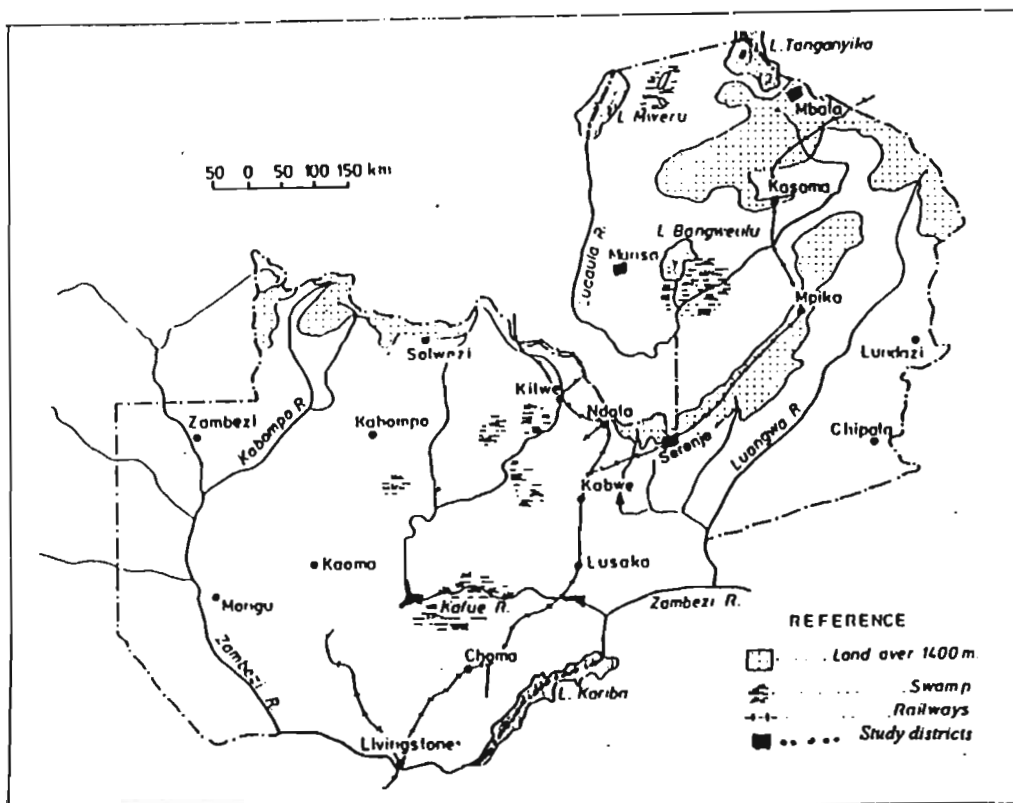 L. Tanganyika
Mbala
L. Mweru
50 0 50 100 150 km
Kasama
L Bangweulu
Lucaula R.
Mansa
Mpika
Lundazi
Solwezi
Kitwe
Ndola
Zambezi
Kabompo R
Kahompo
Serenje
Luangwa R
Chipata
Kabwe
Lusaka
Kaoma
Mongu
Kafue R.
Zambezi R.
Zambezi R.
Choma
L. Kariba
Livingstone
REFERENCE
Land over 1400 m.
Swamp
Railways
Study districts